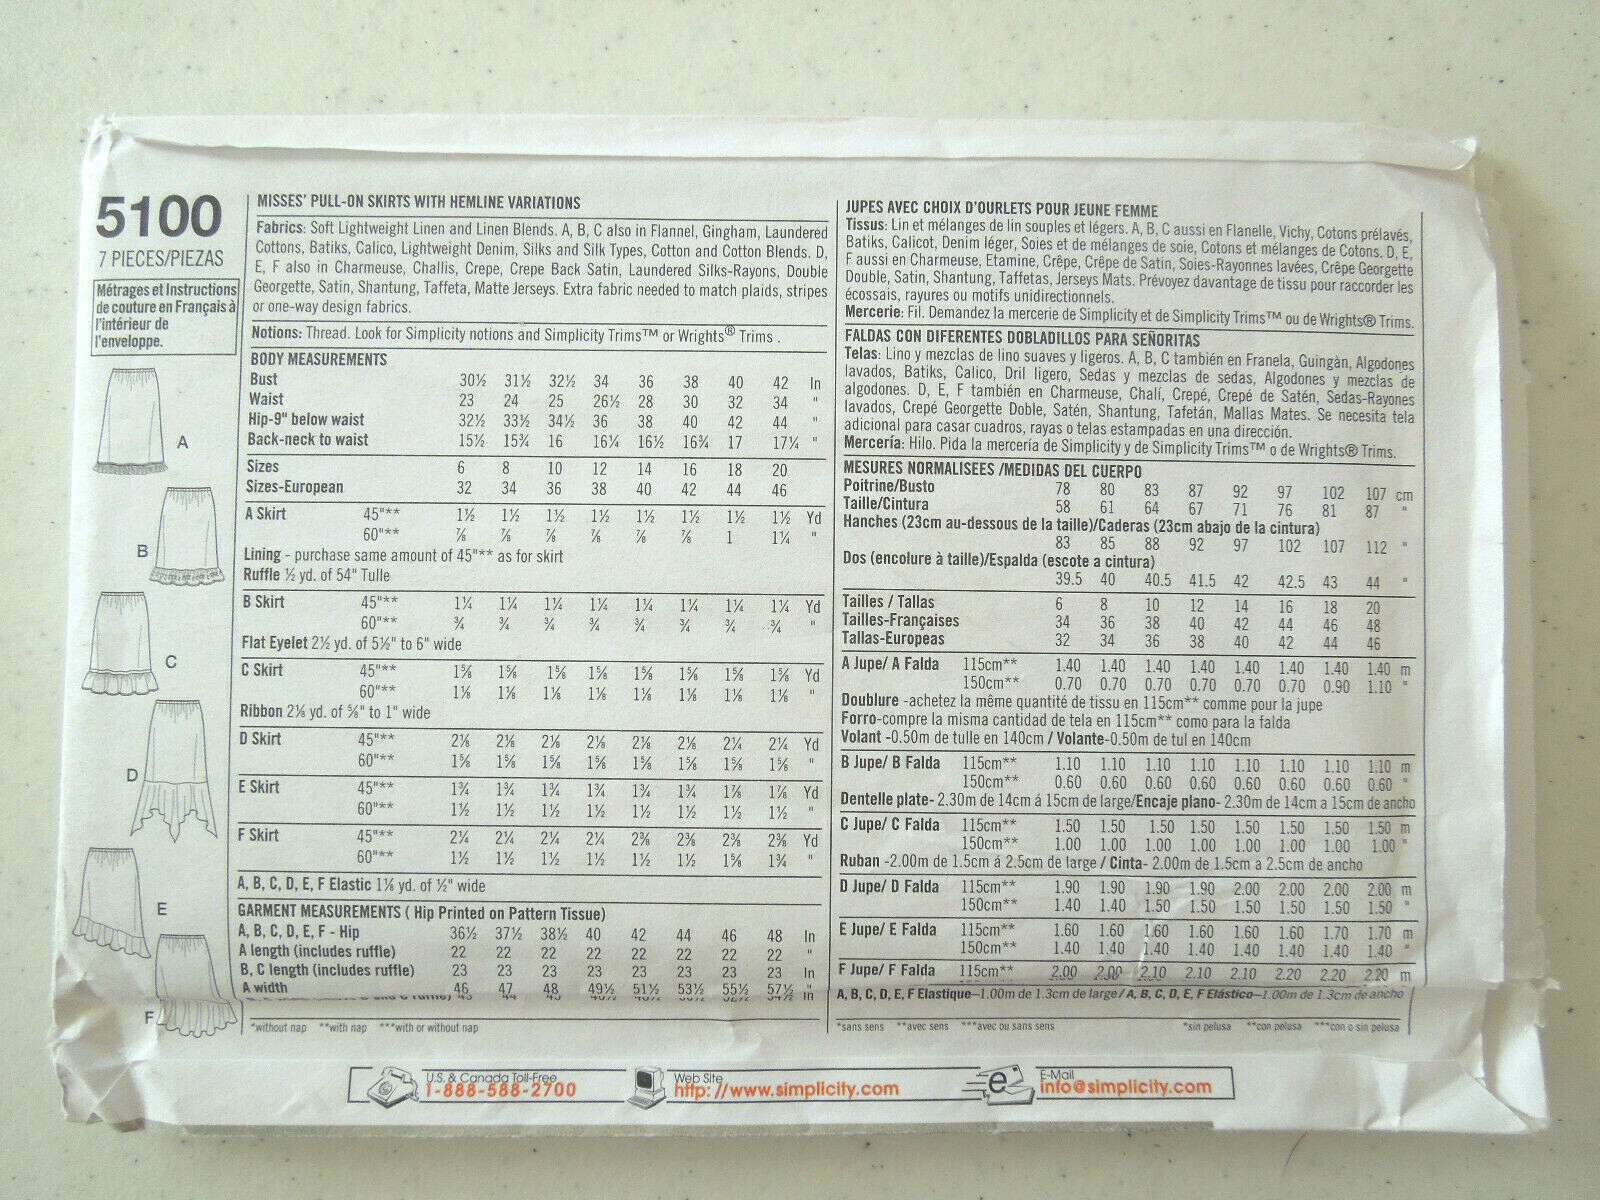 5100
7 PIECES/PIEZAS
Métrages et Instructions
de couture en Français à
l'intérieur de
l'enveloppe.
A
B
C
D
E
F
MISSES' PULL-ON SKIRTS WITH HEMLINE VARIATIONS
Fabrics: Soft Lightweight Linen and Linen Blends. A, B, C also in Flannel, Gingham, Laundered
Cottons, Batiks, Calico, Lightweight Denim, Silks and Silk Types, Cotton and Cotton Blends. D,
E, F also in Charmeuse, Challis, Crepe, Crepe Back Satin, Laundered Silks-Rayons, Double
Georgette, Satin, Shantung, Taffeta, Matte Jerseys. Extra fabric needed to match plaids, stripes
or one-way design fabrics.
Notions: Thread. Look for Simplicity notions and Simplicity Trims™ or Wrights® Trims .
BODY MEASUREMENTS
Bust 30½ 31½ 32½ 34 36 38 40 42 In
Waist 23 24 25 26½ 28 30 32 34 "
Hip-9" below waist 32½ 33½ 34½ 36 38 40 42 44 "
Back-neck to waist 15½ 15¾ 16 16¼ 16½ 16¾ 17 17¼ "
Sizes 6 8 10 12 14 16 18 20
Sizes-European 32 34 36 38 40 42 44 46
A Skirt 45"** 1½ 1½ 1½ 1½ 1½ 1½ 1½ 1½ Yd
60"** ⅞ ⅞ ⅞ ⅞ ⅞ ⅞ 1 1¼ "
Lining - purchase same amount of 45"** as for skirt
Ruffle ½ yd. of 54" Tulle
B Skirt 45"** 1¼ 1¼ 1¼ 1¼ 1¼ 1¼ 1¼ 1¼ Yd
60"** ¾ ¾ ¾ ¾ ¾ ¾ ¾ ¾ "
Flat Eyelet 2½ yd. of 5½" to 6" wide
C Skirt 45"** 1⅝ 1⅝ 1⅝ 1⅝ 1⅝ 1⅝ 1⅝ 1⅝ Yd
60"** 1⅛ 1⅛ 1⅛ 1⅛ 1⅛ 1⅛ 1⅛ 1⅛ "
Ribbon 2⅛ yd. of ⅝" to 1" wide
D Skirt 45"** 2⅛ 2⅛ 2⅛ 2⅛ 2⅛ 2⅛ 2¼ 2¼ Yd
60"** 1⅝ 1⅝ 1⅝ 1⅝ 1⅝ 1⅝ 1⅝ 1⅝ "
E Skirt 45"** 1¾ 1¾ 1¾ 1¾ 1¾ 1¾ 1⅞ 1⅞ Yd
60"** 1½ 1½ 1½ 1½ 1½ 1½ 1½ 1½ "
F Skirt 45"** 2¼ 2¼ 2¼ 2¼ 2⅜ 2⅜ 2⅜ 2⅜ Yd
60"** 1½ 1½ 1½ 1½ 1½ 1½ 1⅝ 1¾ "
A, B, C, D, E, F Elastic 1⅛ yd. of ½" wide
GARMENT MEASUREMENTS ( Hip Printed on Pattern Tissue)
A, B, C, D, E, F - Hip 36½ 37½ 38½ 40 42 44 46 48 In
A length (includes ruffle) 22 22 22 22 22 22 22 22 "
B, C length (includes ruffle) 23 23 23 23 23 23 23 23 In
A width 46 47 48 49½ 51½ 53½ 55½ 57½ "
*without nap **with nap ***with or without nap
JUPES AVEC CHOIX D'OURLETS POUR JEUNE FEMME
Tissus: Lin et mélanges de lin souples et légers. A, B, C aussi en Flanelle, Vichy, Cotons prélavés,
Batiks, Calicot, Denim léger, Soies et de mélanges de soie, Cotons et mélanges de Cotons. D, E,
F aussi en Charmeuse, Etamine, Crêpe, Crêpe de Satin, Soies-Rayonnes lavées, Crêpe Georgette
Double, Satin, Shantung, Taffetas, Jerseys Mats. Prévoyez davantage de tissu pour raccorder les
écossais, rayures ou motifs unidirectionnels.
Mercerie: Fil. Demandez la mercerie de Simplicity et de Simplicity Trims™ ou de Wrights® Trims.
FALDAS CON DIFERENTES DOBLADILLOS PARA SEÑORITAS
Telas: Lino y mezclas de lino suaves y ligeros. A, B, C también en Franela, Guingàn, Algodones
lavados, Batiks, Calico, Dril ligero, Sedas y mezclas de sedas, Algodones y mezclas de
algodones. D, E, F también en Charmeuse, Chalí, Crepé, Crepé de Satén, Sedas-Rayones
lavados, Crepé Georgette Doble, Satén, Shantung, Tafetán, Mallas Mates. Se necesita tela
adicional para casar cuadros, rayas o telas estampadas en una dirección.
Mercería: Hilo. Pida la mercería de Simplicity y de Simplicity Trims™ o de Wrights® Trims.
MESURES NORMALISEES /MEDIDAS DEL CUERPO
Poitrine/Busto 78 80 83 87 92 97 102 107 cm
Taille/Cintura 58 61 64 67 71 76 81 87 "
Hanches (23cm au-dessous de la taille)/Caderas (23cm abajo de la cintura)
83 85 88 92 97 102 107 112 "
Dos (encolure à taille)/Espalda (escote a cintura)
39.5 40 40.5 41.5 42 42.5 43 44 "
Tailles / Tallas 6 8 10 12 14 16 18 20
Tailles-Françaises 34 36 38 40 42 44 46 48
Tallas-Europeas 32 34 36 38 40 42 44 46
A Jupe/ A Falda 115cm** 1.40 1.40 1.40 1.40 1.40 1.40 1.40 1.40 m
150cm** 0.70 0.70 0.70 0.70 0.70 0.70 0.90 1.10 "
Doublure -achetez la même quantité de tissu en 115cm** comme pour la jupe
Forro-compre la misma cantidad de tela en 115cm** como para la falda
Volant -0.50m de tulle en 140cm / Volante-0.50m de tul en 140cm
B Jupe/ B Falda 115cm** 1.10 1.10 1.10 1.10 1.10 1.10 1.10 1.10 m
150cm** 0.60 0.60 0.60 0.60 0.60 0.60 0.60 0.60 "
Dentelle plate- 2.30m de 14cm á 15cm de large/Encaje plano- 2.30m de 14cm a 15cm de ancho
C Jupe/ C Falda 115cm** 1.50 1.50 1.50 1.50 1.50 1.50 1.50 1.50 m
150cm** 1.00 1.00 1.00 1.00 1.00 1.00 1.00 1.00 "
Ruban -2.00m de 1.5cm á 2.5cm de large / Cinta- 2.00m de 1.5cm a 2.5cm de ancho
D Jupe/ D Falda 115cm** 1.90 1.90 1.90 1.90 2.00 2.00 2.00 2.00 m
150cm** 1.40 1.40 1.50 1.50 1.50 1.50 1.50 1.50 "
E Jupe/ E Falda 115cm** 1.60 1.60 1.60 1.60 1.60 1.60 1.70 1.70 m
150cm** 1.40 1.40 1.40 1.40 1.40 1.40 1.40 1.40 "
F Jupe/ F Falda 115cm** 2.00 2.00 2.10 2.10 2.10 2.20 2.20 2.20 m
A, B, C, D, E, F Elastique–1.00m de 1.3cm de large/ A, B, C, D, E, F Elástico–1.00m de 1.3cm de ancho
*sans sens **avec sens ***avec ou sans sens *sin pelusa **con pelusa ***con o sin pelusa
U.S. & Canada Toll-Free
1-888-588-2700
Web Site
http://www.simplicity.com
E-Mail
info@simplicity.com